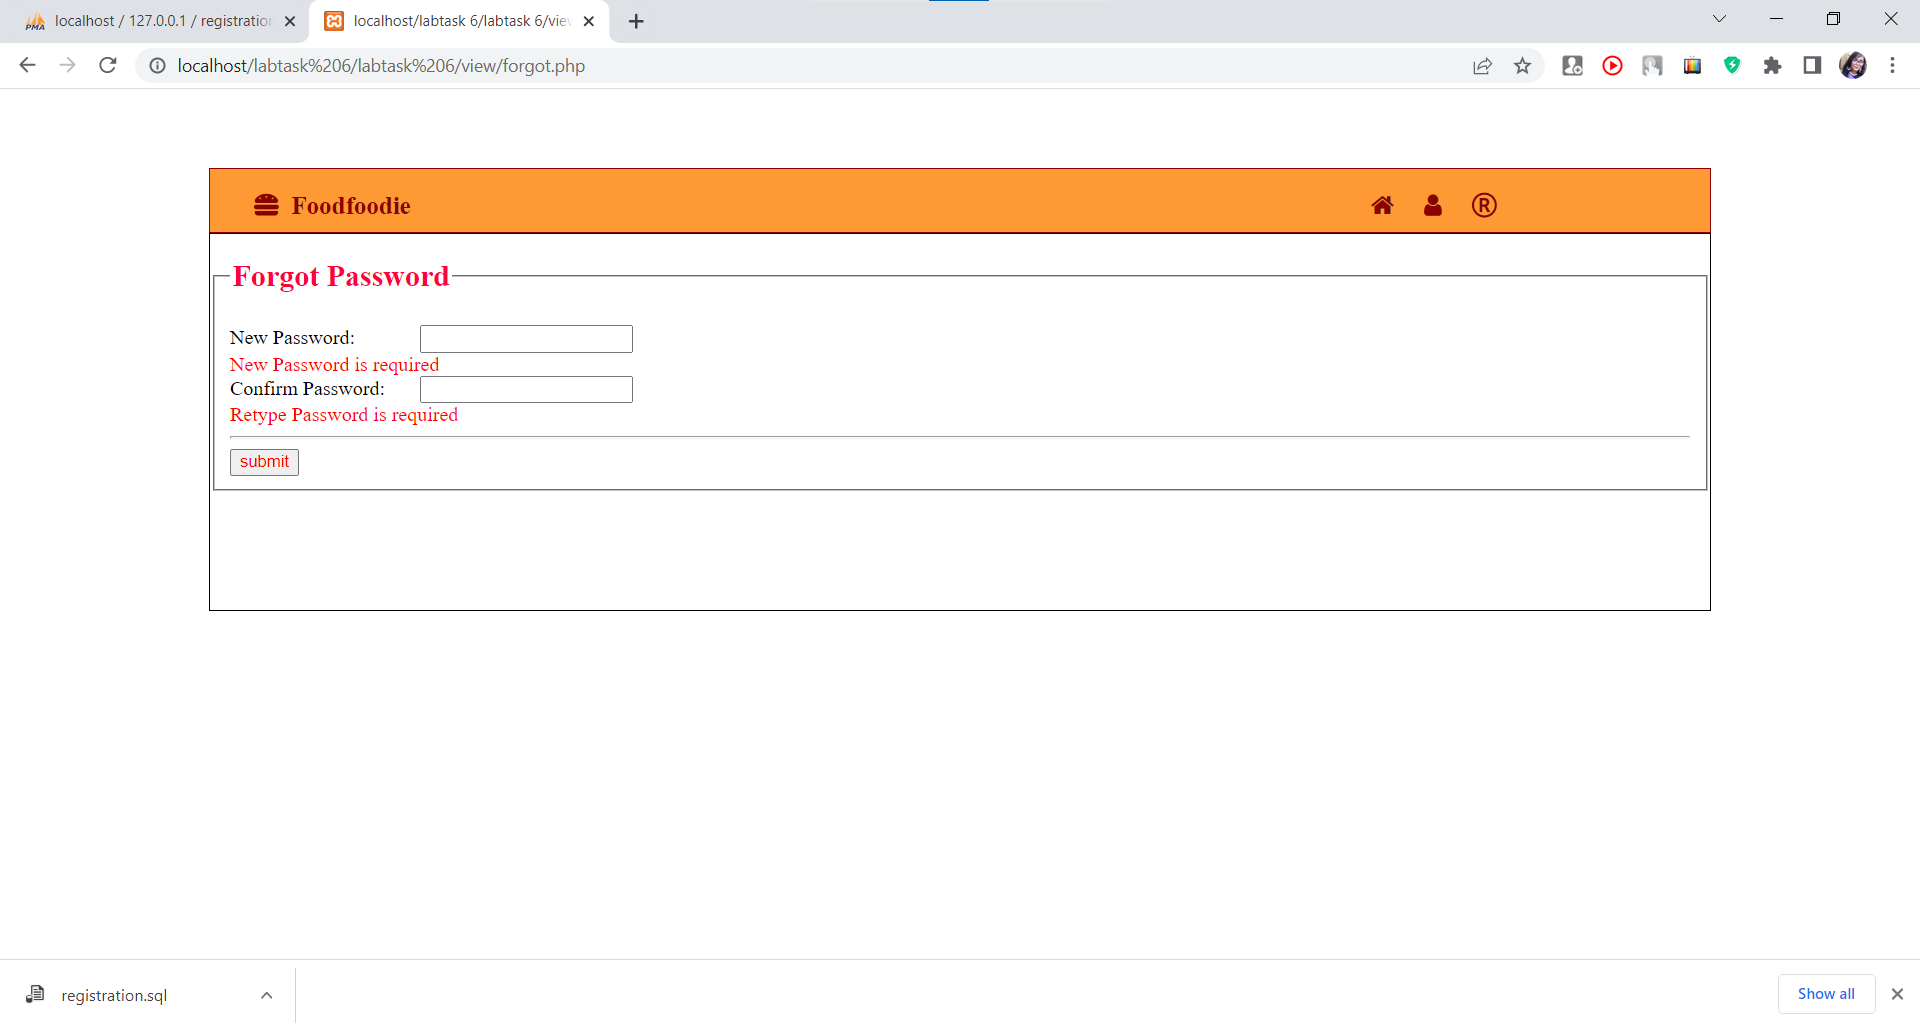 PMA localhost / 127.0.0.1 / registration
localhost/labtask 6/labtask 6/vie
localhost/labtask%206/labtask%206/view/forgot.php
Foodfoodie ®
Forgot Password
New Password:
New Password is required
Confirm Password:
Retype Password is required
submit
registration.sql
Show all